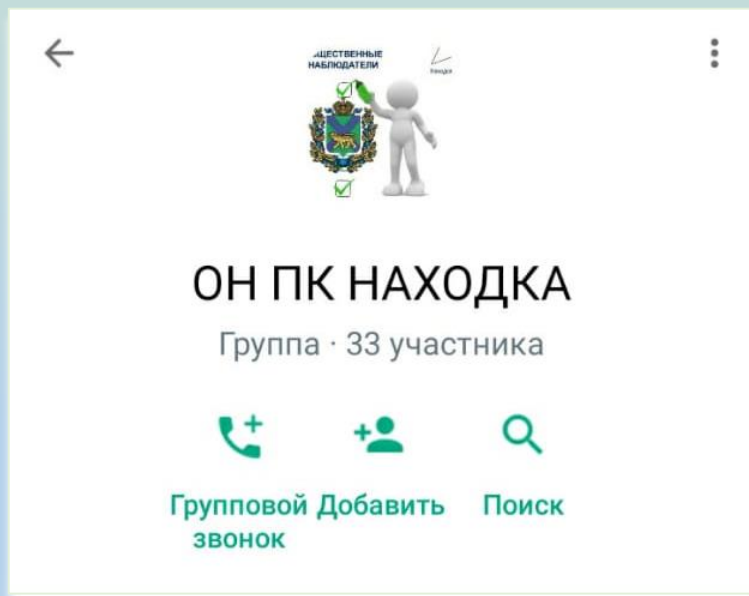 НАБЛЮДАТЕЛИ
ОН ПК НАХОДКА
Группа · 33 участника
Групповой звонок
Добавить
Поиск